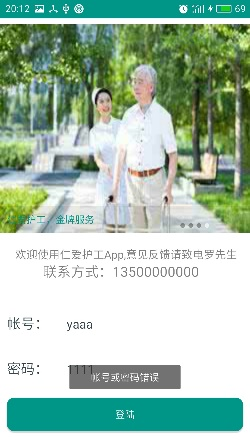 20:12
69
护工，金牌服务
欢迎使用仁爱护工App,意见反馈请致电罗先生
联系方式：13500000000
帐号：
yaaa
密码：
1111
帐号或密码错误
登陆